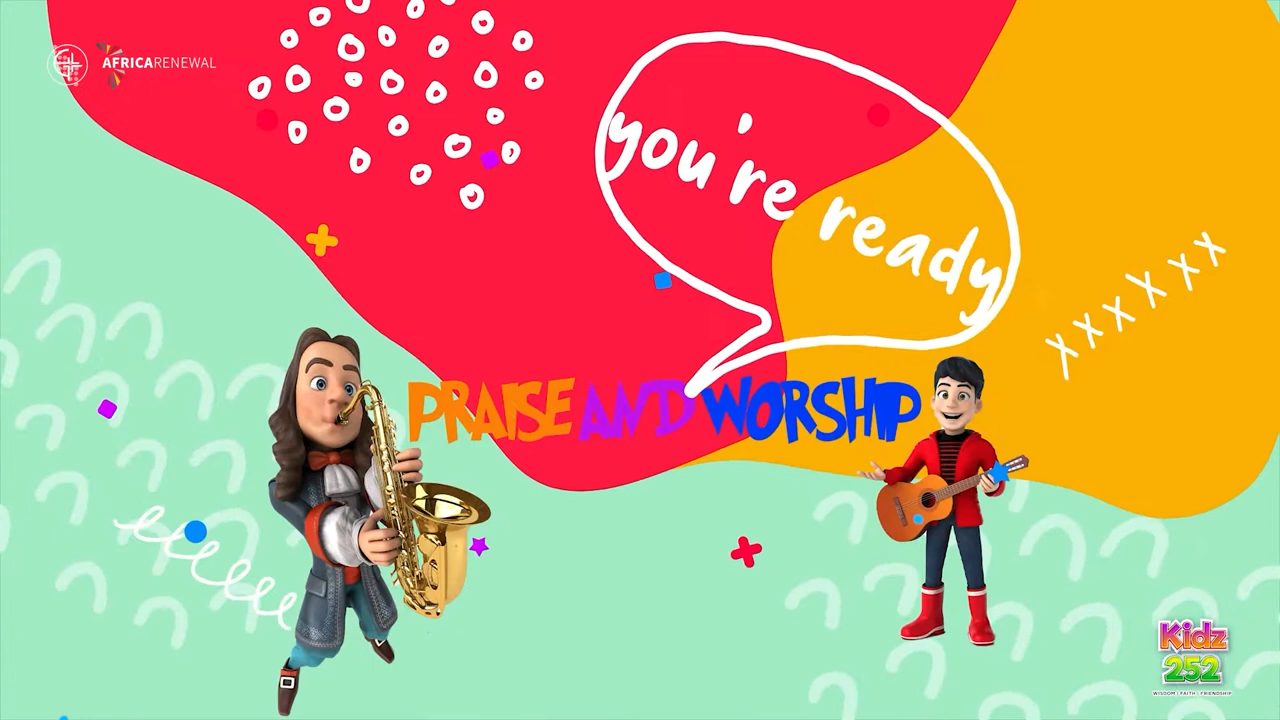 AFRICARENEWAL
you're ready
PRAISE AND WORSHIP
Kidz
252
WISDOM | FAITH | FRIENDSHIP